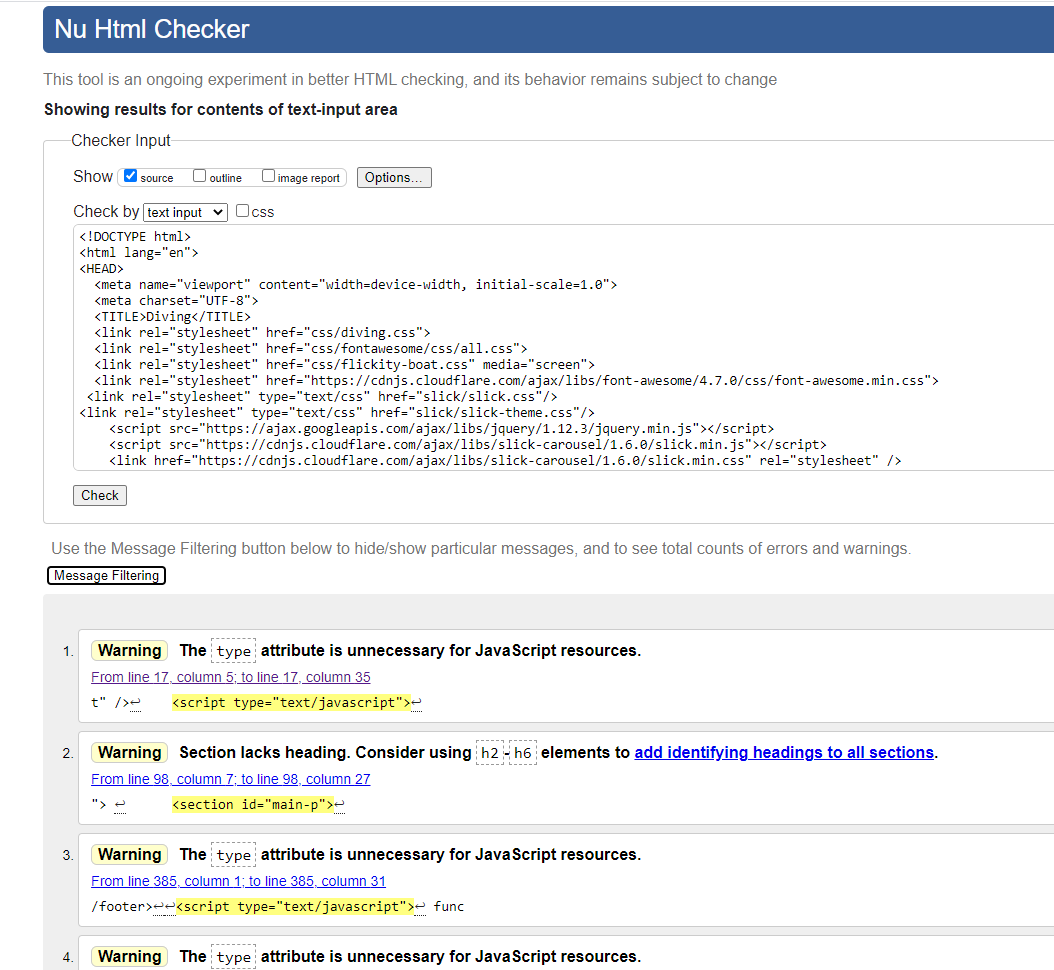 Nu Html Checker
This tool is an ongoing experiment in better HTML checking, and its behavior remains subject to change
Showing results for contents of text-input area
Checker Input
Show source outline image report Options...
Check by text input css
<!DOCTYPE html>
<html lang="en">
<HEAD>
<meta name="viewport" content="width=device-width, initial-scale=1.0">
<meta charset="UTF-8">
<TITLE>Diving</TITLE>
<link rel="stylesheet" href="css/diving.css">
<link rel="stylesheet" href="css/fontawesome/css/all.css">
<link rel="stylesheet" href="css/flickity-boat.css" media="screen">
<link rel="stylesheet" href="https://cdnjs.cloudflare.com/ajax/libs/font-awesome/4.7.0/css/font-awesome.min.css">
<link rel="stylesheet" type="text/css" href="slick/slick.css"/>
<link rel="stylesheet" type="text/css" href="slick/slick-theme.css"/>
<script src="https://ajax.googleapis.com/ajax/libs/jquery/1.12.3/jquery.min.js"></script>
<script src="https://cdnjs.cloudflare.com/ajax/libs/slick-carousel/1.6.0/slick.min.js"></script>
<link href="https://cdnjs.cloudflare.com/ajax/libs/slick-carousel/1.6.0/slick.min.css" rel="stylesheet" />
Check
Use the Message Filtering button below to hide/show particular messages, and to see total counts of errors and warnings.
Message Filtering
1. Warning The type attribute is unnecessary for JavaScript resources.
From line 17, column 5; to line 17, column 35
t" />↩ <script type="text/javascript">↩
2. Warning Section lacks heading. Consider using h2-h6 elements to add identifying headings to all sections.
From line 98, column 7; to line 98, column 27
"> ↩ <section id="main-p">↩
3. Warning The type attribute is unnecessary for JavaScript resources.
From line 385, column 1; to line 385, column 31
/footer>↩↩<script type="text/javascript">↩ func
4. Warning The type attribute is unnecessary for JavaScript resources.